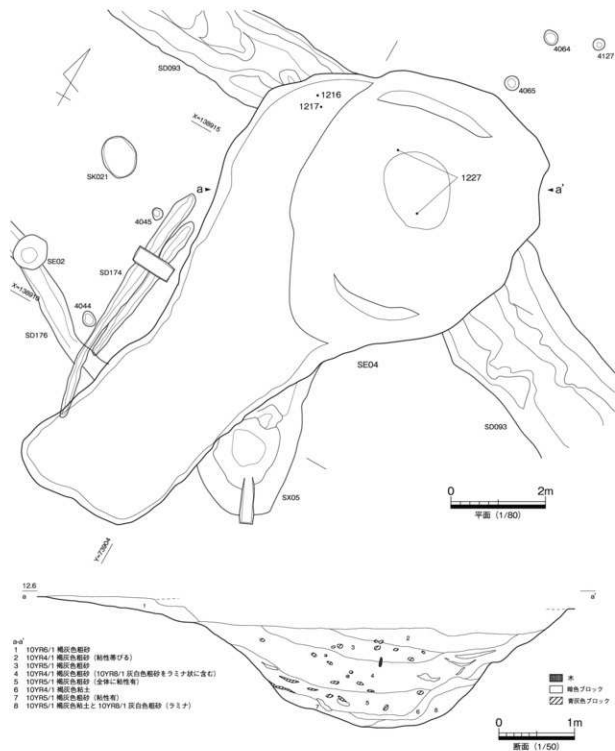 SD093
4064
4127
4065
1216
1217
X=138915
SK021
a
a'
1227
4045
SE02
SD174
X=138910
4044
SD176
SE04
SD093
SX05
0 2m
平面(1/80)
Y=73904
12.6
a
a'
1
2
3
4
5
6
7
8
a-a'
1 10YR6/1 褐灰色粗砂
2 10YR4/1 褐灰色粗砂(粘性帯びる)
3 10YR5/1 褐灰色粗砂
4 10YR4/1 褐灰色粗砂(10YR8/1 灰白色粗砂をラミナ状に含む)
5 10YR5/1 褐灰色粗砂(全体に粘性有)
6 10YR4/1 褐灰色粘土
7 10YR5/1 褐灰色粗砂(粘性有)
8 10YR5/1 褐灰色粘土と10YR8/1 灰白色粗砂(ラミナ)
木
褐色ブロック
青灰色ブロック
0 1m
断面(1/50)